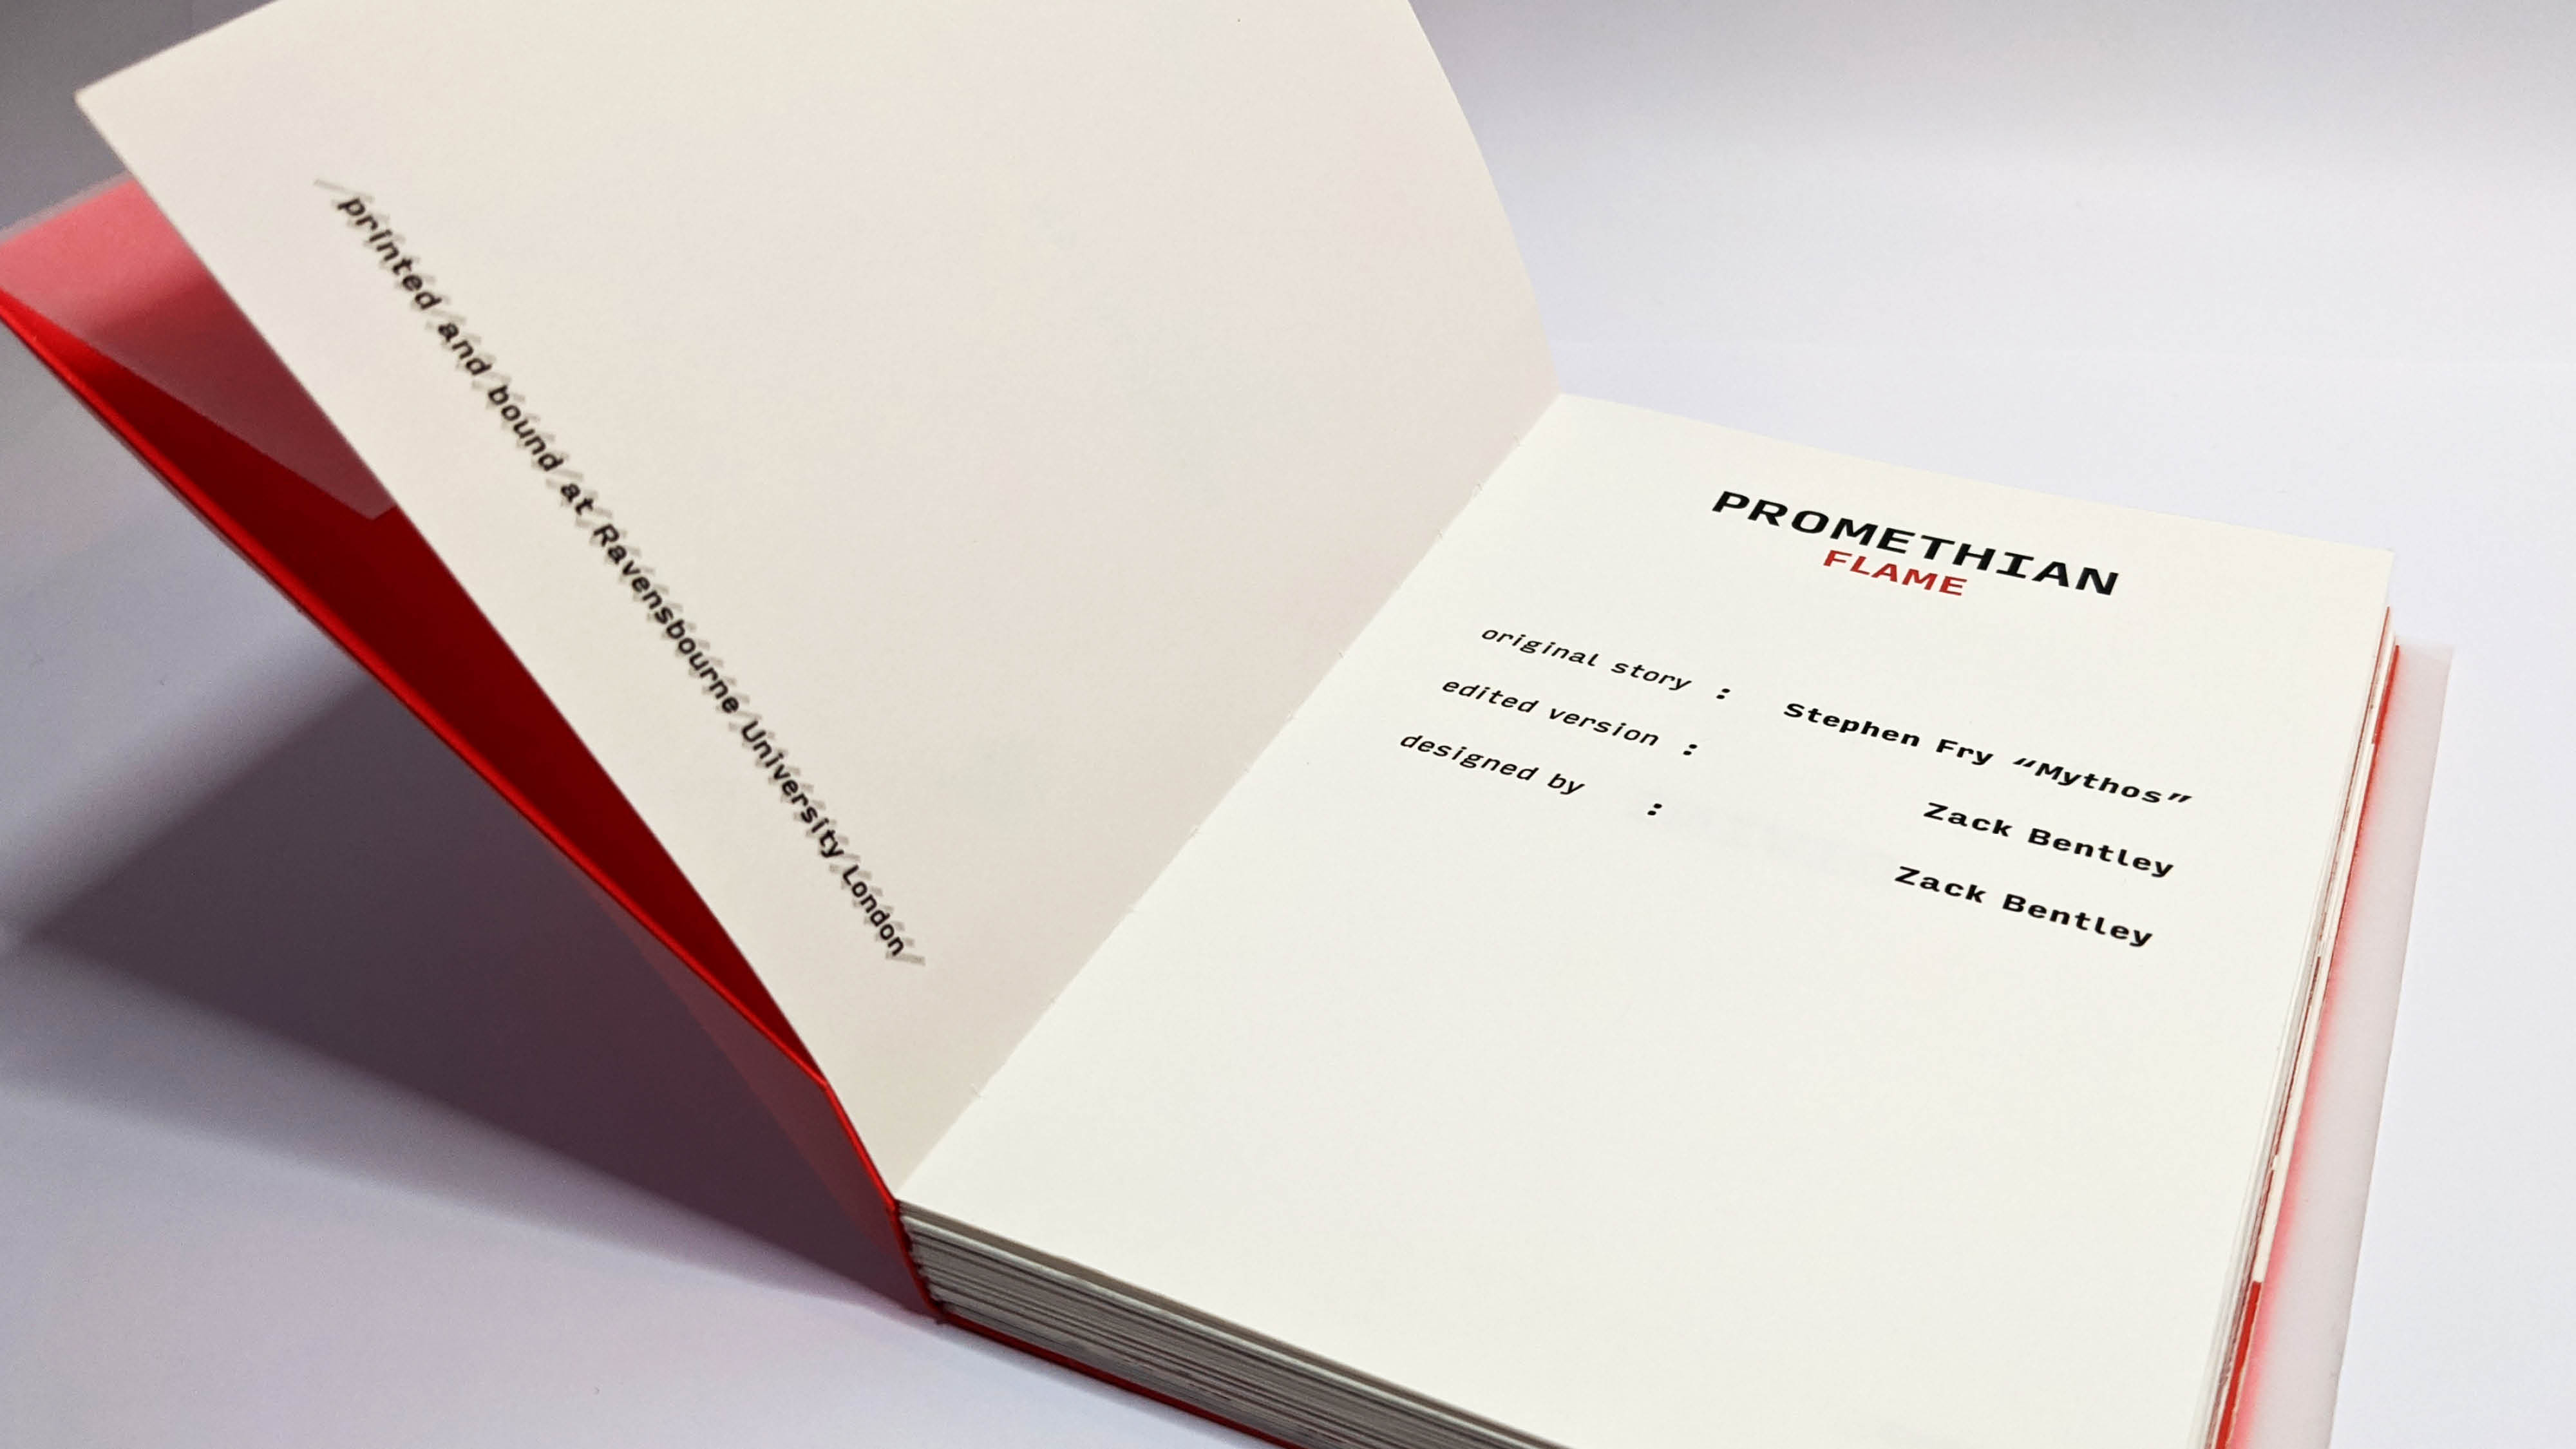 printed and bound at Ravensbourne University London
PROMETHIAN
FLAME
original story : Stephen Fry “Mythos”
edited version : Zack Bentley
designed by : Zack Bentley